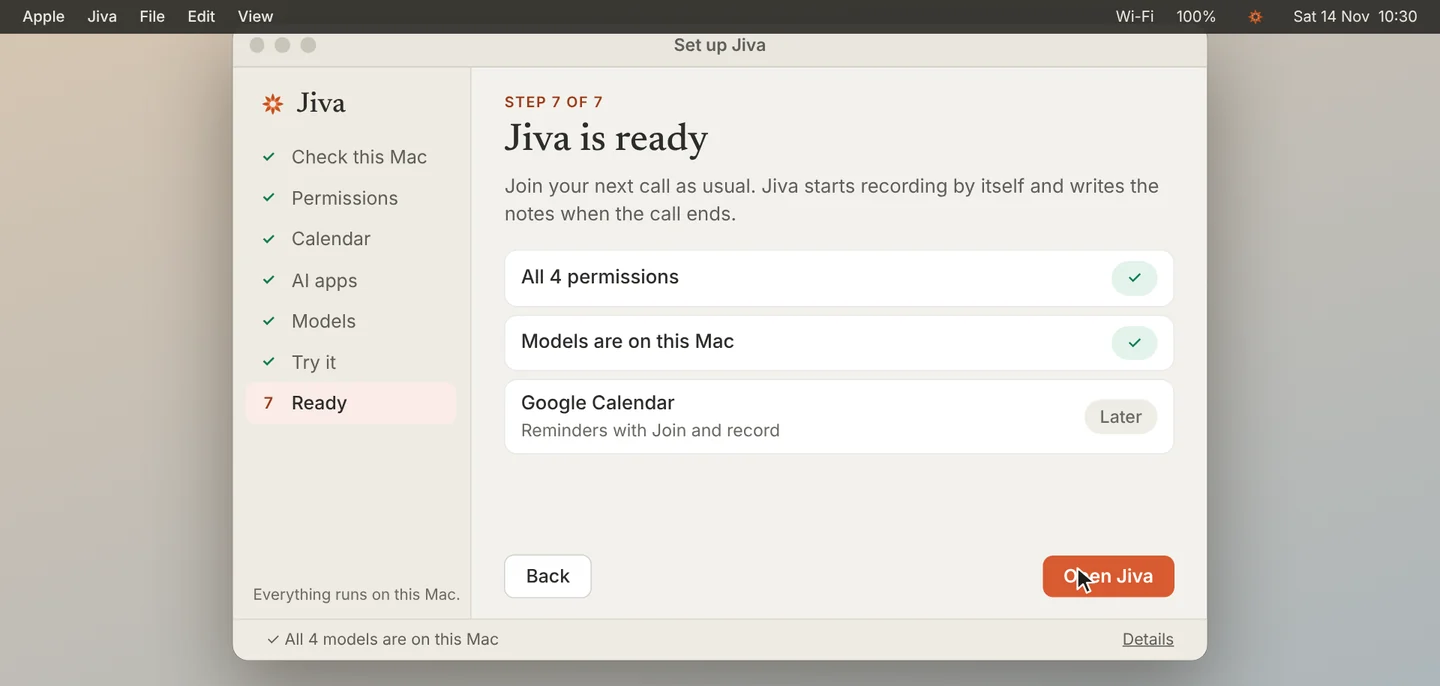 Apple Jiva File Edit View Wi-Fi 100% Sat 14 Nov 10:30
Set up Jiva
Jiva
Check this Mac
Permissions
Calendar
AI apps
Models
Try it
7 Ready
Everything runs on this Mac.
STEP 7 OF 7
Jiva is ready
Join your next call as usual. Jiva starts recording by itself and writes the
notes when the call ends.
All 4 permissions
Models are on this Mac
Google Calendar
Reminders with Join and record
Later
Back
Open Jiva
✓ All 4 models are on this Mac
Details